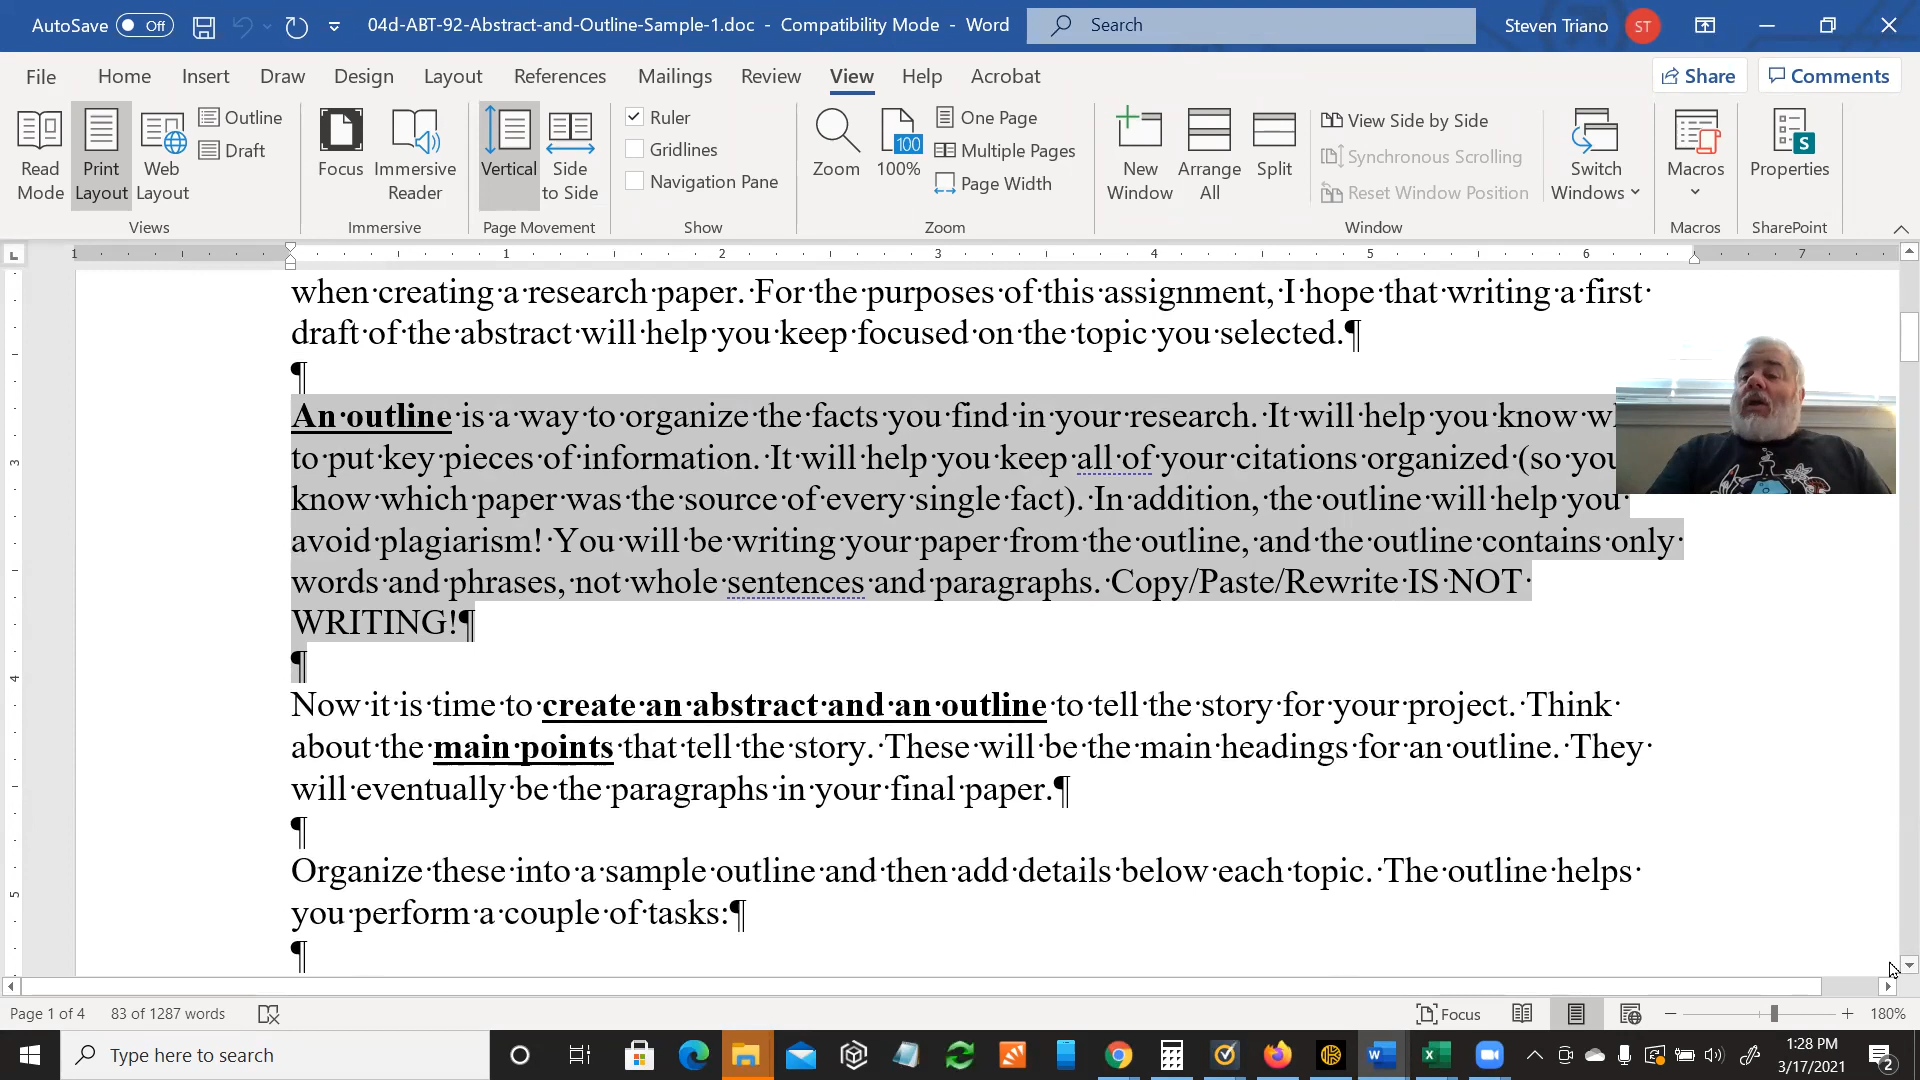 AutoSave Off 04d-ABT-92-Abstract-and-Outline-Sample-1.doc - Compatibility Mode - Word Search Steven Triano ST
File Home Insert Draw Design Layout References Mailings Review View Help Acrobat Share Comments
Read Mode
Print Layout
Web Layout
Outline
Draft
Views
Focus
Immersive Reader
Immersive
Vertical
Side to Side
Page Movement
Ruler
Gridlines
Navigation Pane
Show
Zoom
100
100%
One Page
Multiple Pages
Page Width
Zoom
New Window
Arrange All
Split
View Side by Side
Synchronous Scrolling
Reset Window Position
Switch Windows
Window
Macros
Macros
S
Properties
SharePoint
L 1 1 2 3 4 5 6 7
when creating a research paper. For the purposes of this assignment, I hope that writing a first
draft of the abstract will help you keep focused on the topic you selected.¶
¶
An outline is a way to organize the facts you find in your research. It will help you know
to put key pieces of information. It will help you keep all of your citations organized (so you
know which paper was the source of every single fact). In addition, the outline will help you
avoid plagiarism! You will be writing your paper from the outline, and the outline contains only
words and phrases, not whole sentences and paragraphs. Copy/Paste/Rewrite IS NOT
WRITING!¶
¶
Now it is time to create an abstract and an outline to tell the story for your project. Think
about the main points that tell the story. These will be the main headings for an outline. They
will eventually be the paragraphs in your final paper.¶
¶
Organize these into a sample outline and then add details below each topic. The outline helps
you perform a couple of tasks:¶
¶
3
4
5
Page 1 of 4 83 of 1287 words Focus 180%
Type here to search 1:28 PM
3/17/2021
2